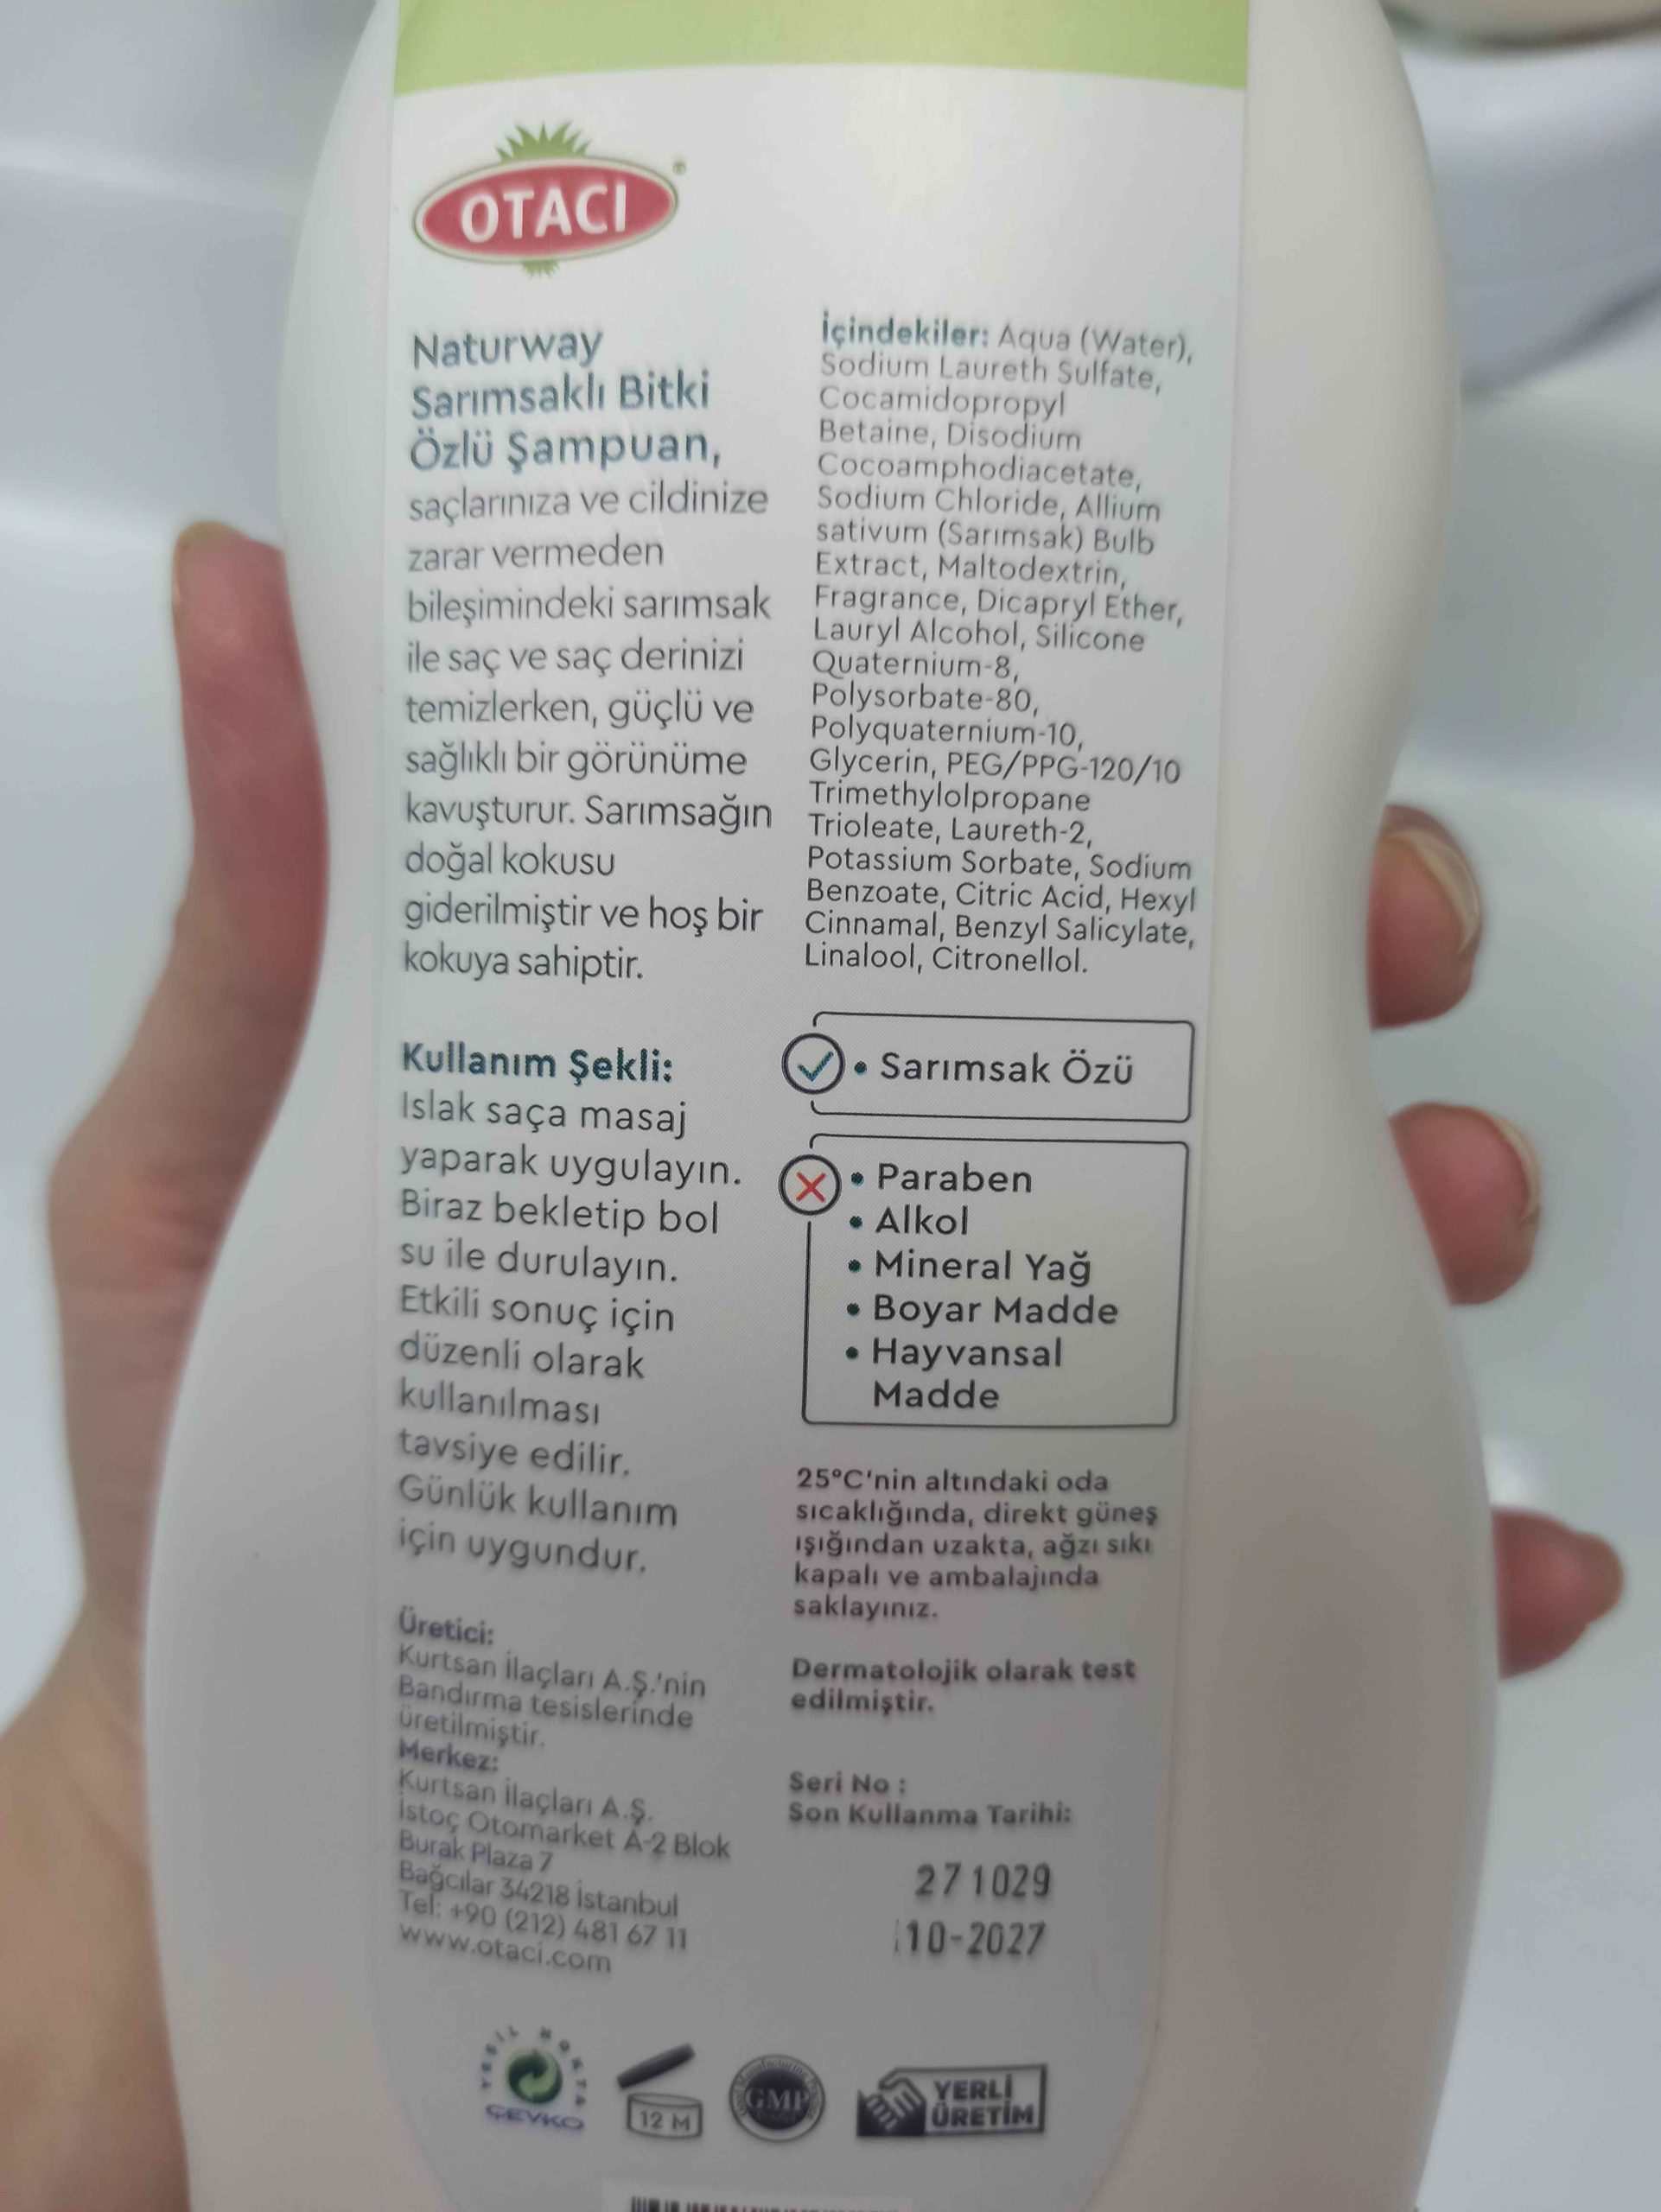 OTACI
®
Naturway
Sarımsaklı Bitki
Özlü Şampuan,
saçlarınıza ve cildinize
zarar vermeden
bileşimindeki sarımsak
ile saç ve saç derinizi
temizlerken, güçlü ve
sağlıklı bir görünüme
kavuşturur. Sarımsağın
doğal kokusu
giderilmiştir ve hoş bir
kokuya sahiptir.
Kullanım Şekli:
Islak saça masaj
yaparak uygulayın.
Biraz bekletip bol
su ile durulayın.
Etkili sonuç için
düzenli olarak
kullanılması
tavsiye edilir.
Günlük kullanım
için uygundur.
Üretici:
Kurtsan İlaçları A.Ş.'nin
Bandırma tesislerinde
üretilmiştir.
Merkez:
Kurtsan İlaçları A.Ş.
İstoç Otomarket A-2 Blok
Burak Plaza 7
Bağcılar 34218 İstanbul
Tel: +90 (212) 481 67 11
www.otaci.com
İçindekiler: Aqua (Water),
Sodium Laureth Sulfate,
Cocamidopropyl
Betaine, Disodium
Cocoamphodiacetate,
Sodium Chloride, Allium
sativum (Sarımsak) Bulb
Extract, Maltodextrin,
Fragrance, Dicapryl Ether,
Lauryl Alcohol, Silicone
Quaternium-8,
Polysorbate-80,
Polyquaternium-10,
Glycerin, PEG/PPG-120/10
Trimethylolpropane
Trioleate, Laureth-2,
Potassium Sorbate, Sodium
Benzoate, Citric Acid, Hexyl
Cinnamal, Benzyl Salicylate,
Linalool, Citronellol.
• Sarımsak Özü
• Paraben
• Alkol
• Mineral Yağ
• Boyar Madde
• Hayvansal
Madde
25°C'nin altındaki oda
sıcaklığında, direkt güneş
ışığından uzakta, ağzı sıkı
kapalı ve ambalajında
saklayınız.
Dermatolojik olarak test
edilmiştir.
Seri No :
Son Kullanma Tarihi:
271029
10-2027
YEŞİL NOKTA
ÇEVKO
12 M
GMP
YERLİ
ÜRETİM